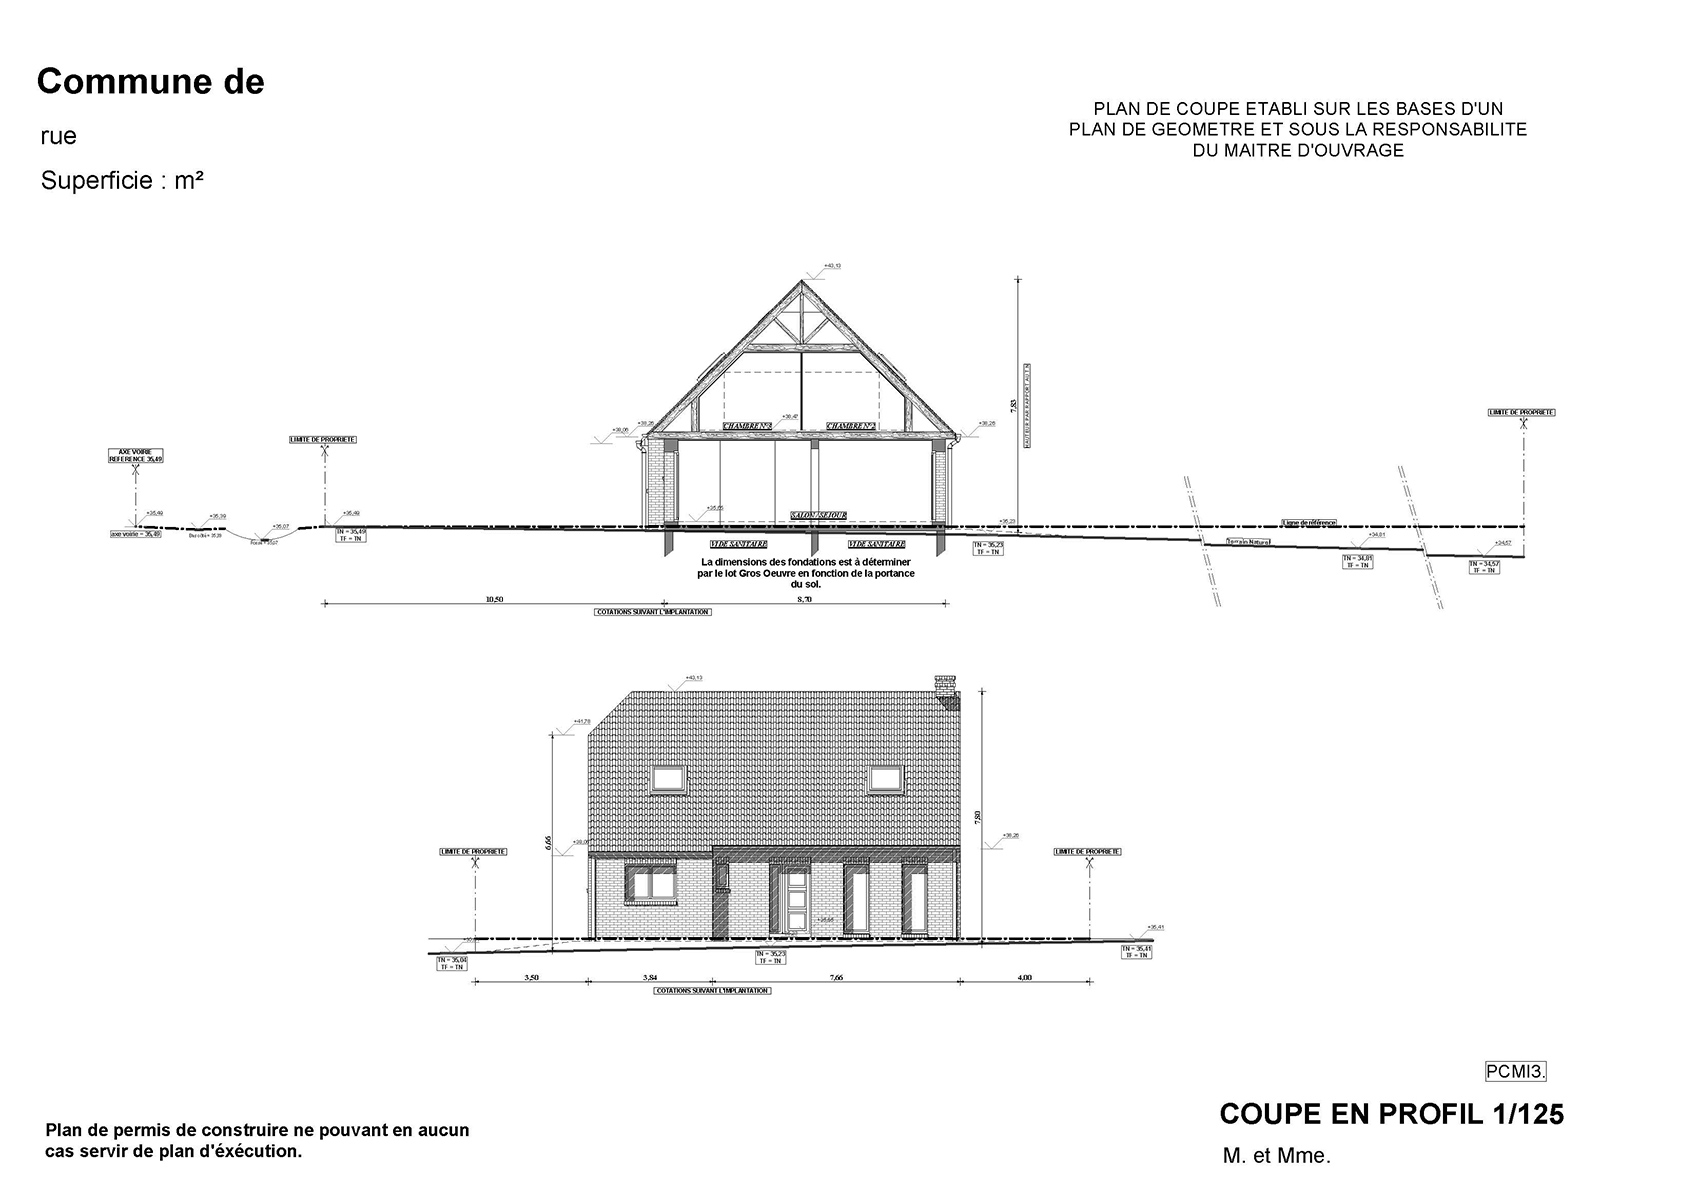 Commune de
rue
Superficie : m²
PLAN DE COUPE ETABLI SUR LES BASES D'UN
PLAN DE GEOMETRE ET SOUS LA RESPONSABILITE
DU MAITRE D'OUVRAGE
+43,13
7,83
HAUTEUR PAR RAPPORT AU T.N
+38,47
CHAMBRE N°3
CHAMBRE N°2
+38,26
+38,06
+38,26
LIMITE DE PROPRIETE
LIMITE DE PROPRIETE
AXE VOIRIE
REFERENCE 35,49
+35,49
+35,39
+35,07
+35,49
+35,65
SALON / SEJOUR
+35,23
Ligne de référence
axe voirie = 35,49
TN = 35,49
TF = TN
VIDE SANITAIRE
VIDE SANITAIRE
TN = 35,23
TF = TN
Terrain Naturel
+34,81
TN = 34,81
TF = TN
+34,57
TN = 34,57
TF = TN
La dimensions des fondations est à déterminer
par le lot Gros Oeuvre en fonction de la portance
du sol.
10,50
8,70
COTATIONS SUIVANT L'IMPLANTATION
+43,13
+41,78
6,66
7,80
+38,26
LIMITE DE PROPRIETE
LIMITE DE PROPRIETE
+35,41
TN = 35,04
TF = TN
TN = 35,23
TF = TN
TN = 35,41
TF = TN
3,50
3,84
7,66
4,00
COTATIONS SUIVANT L'IMPLANTATION
PCMI3.
COUPE EN PROFIL 1/125
M. et Mme.
Plan de permis de construire ne pouvant en aucun
cas servir de plan d'éxécution.